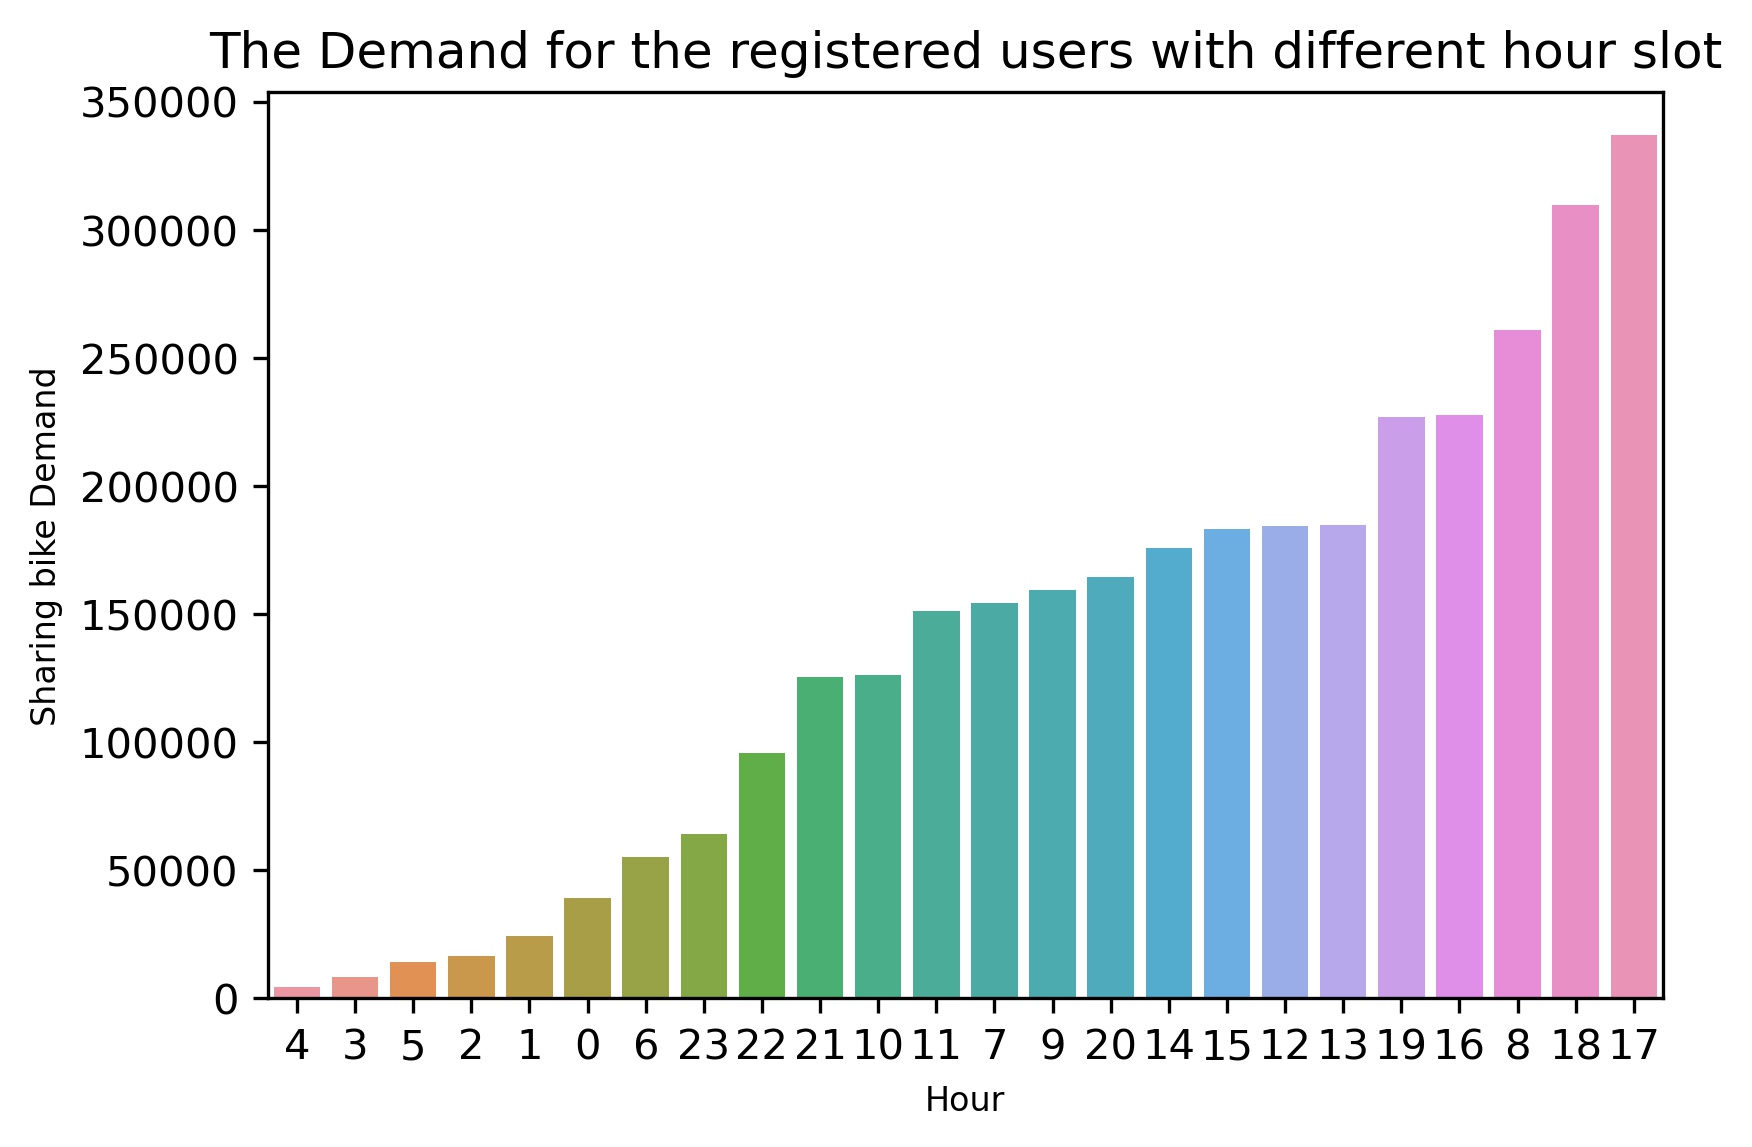 The Demand for the registered users with different hour slot
350000
300000
250000
200000
150000
100000
50000
0
Sharing bike Demand
4 3 5 2 1 0 6 23 22 21 10 11 7 9 20 14 15 12 13 19 16 8 18 17
Hour